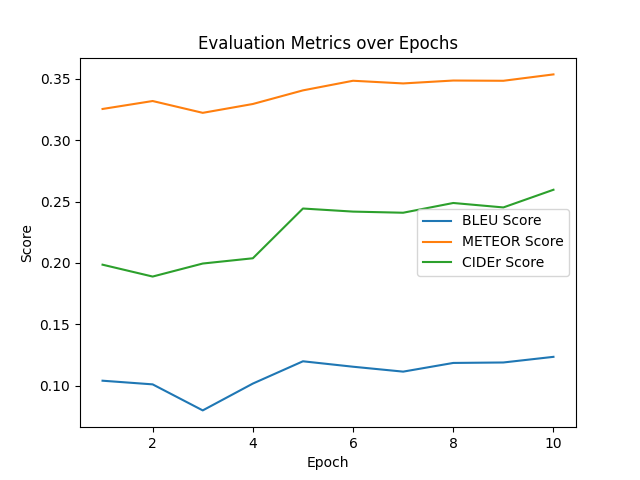 Evaluation Metrics over Epochs
0.35
0.30
0.25
0.20
0.15
0.10
Score
BLEU Score
METEOR Score
CIDEr Score
2 4 6 8 10
Epoch